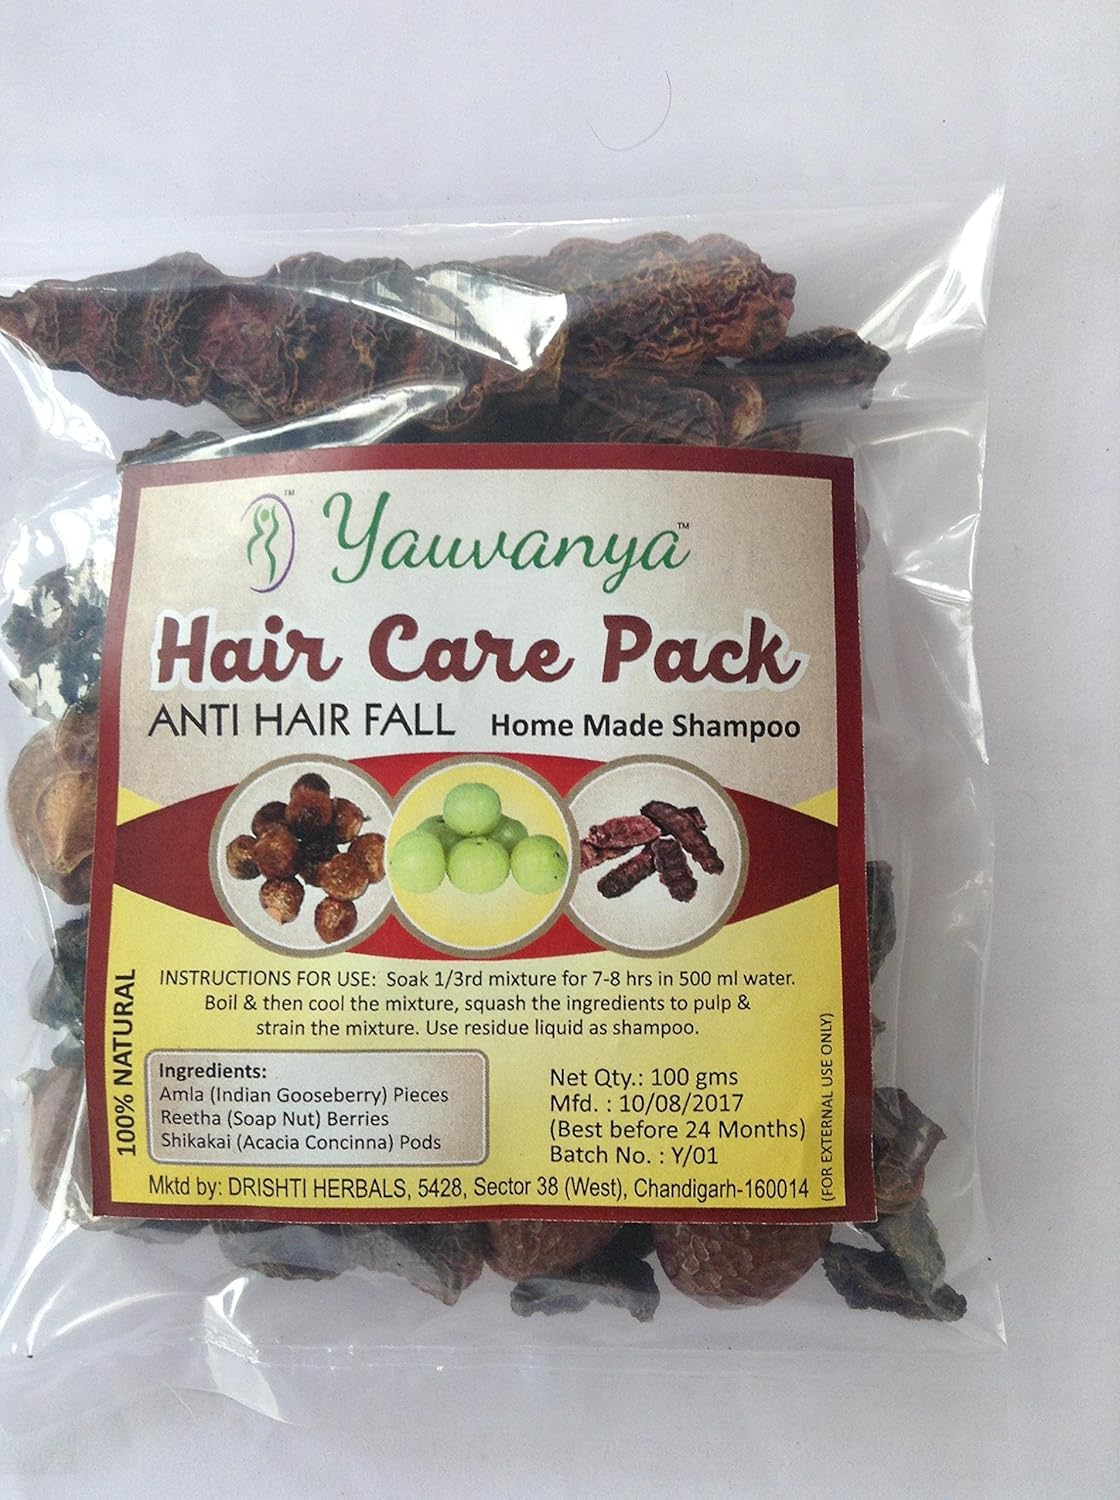 Yauvanya™
™
Hair Care Pack
ANTI HAIR FALL Home Made Shampoo
INSTRUCTIONS FOR USE: Soak 1/3rd mixture for 7-8 hrs in 500 ml water.
Boil & then cool the mixture, squash the ingredients to pulp &
strain the mixture. Use residue liquid as shampoo.
100% NATURAL
Ingredients:
Amla (Indian Gooseberry) Pieces
Reetha (Soap Nut) Berries
Shikakai (Acacia Concinna) Pods
Net Qty.: 100 gms
Mfd. : 10/08/2017
(Best before 24 Months)
Batch No. : Y/01
(FOR EXTERNAL USE ONLY)
Mktd by: DRISHTI HERBALS, 5428, Sector 38 (West), Chandigarh-160014